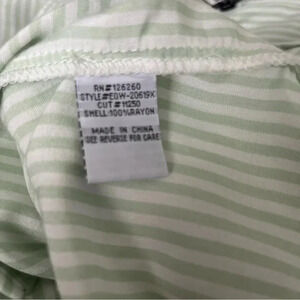 RN#126260
STYLE#EGW-20619X
CUT#11250
SHELL:100%RAYON
MADE IN CHINA
SEE REVERSE FOR CARE